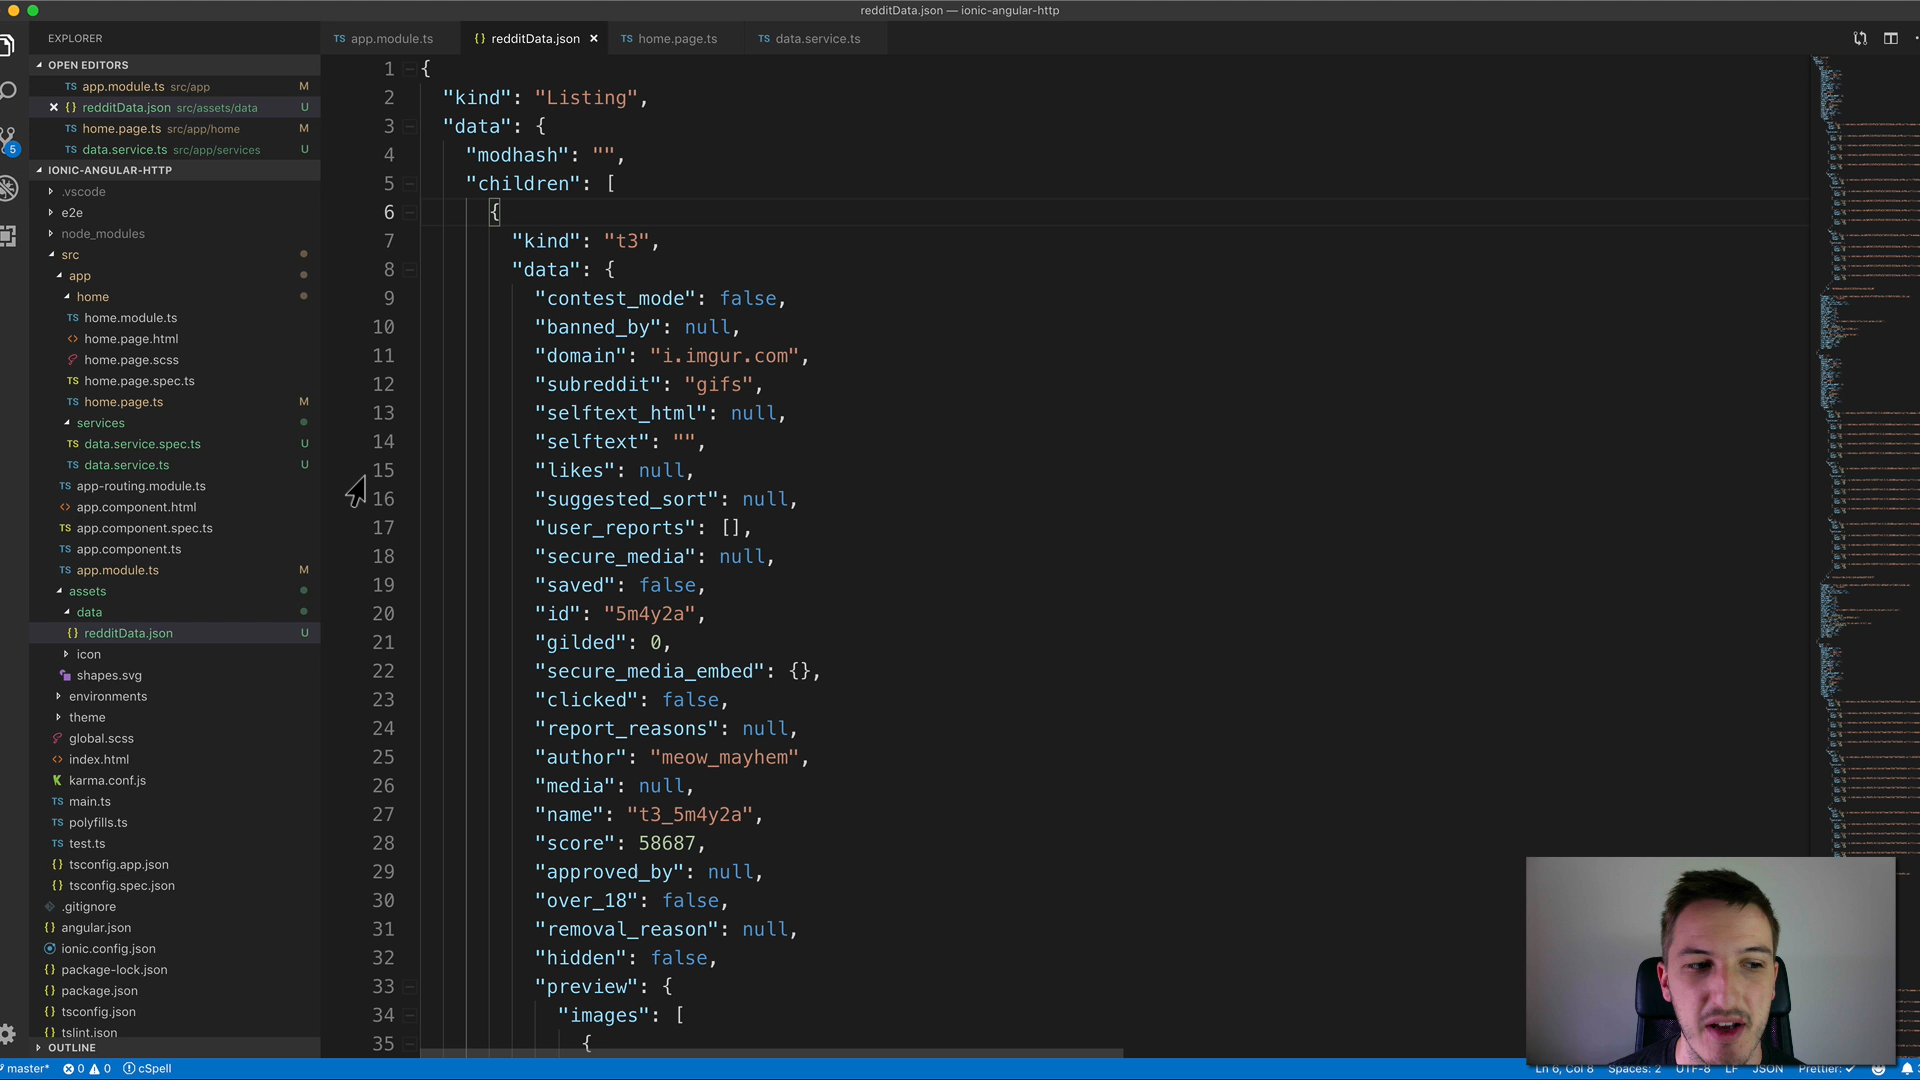 redditData.json — ionic-angular-http
EXPLORER
TS app.module.ts
{} redditData.json ×
TS home.page.ts
TS data.service.ts
OPEN EDITORS
TS app.module.ts src/app M
× {} redditData.json src/assets/data U
TS home.page.ts src/app/home M
TS data.service.ts src/app/services U
5
IONIC-ANGULAR-HTTP
.vscode
e2e
node_modules
src
app
home
TS home.module.ts
<> home.page.html
home.page.scss
TS home.page.spec.ts
TS home.page.ts M
services
TS data.service.spec.ts U
TS data.service.ts U
TS app-routing.module.ts
<> app.component.html
TS app.component.spec.ts
TS app.component.ts
TS app.module.ts M
assets
data
{} redditData.json U
icon
shapes.svg
environments
theme
global.scss
<> index.html
K karma.conf.js
TS main.ts
TS polyfills.ts
TS test.ts
{} tsconfig.app.json
{} tsconfig.spec.json
.gitignore
{} angular.json
ionic.config.json
{} package-lock.json
{} package.json
{} tsconfig.json
{} tslint.json
OUTLINE
1 {
2 "kind": "Listing",
3 "data": {
4 "modhash": "",
5 "children": [
6 {
7 "kind": "t3",
8 "data": {
9 "contest_mode": false,
10 "banned_by": null,
11 "domain": "i.imgur.com",
12 "subreddit": "gifs",
13 "selftext_html": null,
14 "selftext": "",
15 "likes": null,
16 "suggested_sort": null,
17 "user_reports": [],
18 "secure_media": null,
19 "saved": false,
20 "id": "5m4y2a",
21 "gilded": 0,
22 "secure_media_embed": {},
23 "clicked": false,
24 "report_reasons": null,
25 "author": "meow_mayhem",
26 "media": null,
27 "name": "t3_5m4y2a",
28 "score": 58687,
29 "approved_by": null,
30 "over_18": false,
31 "removal_reason": null,
32 "hidden": false,
33 "preview": {
34 "images": [
35 {
master* 0 0 cSpell
Ln 6, Col 8 Spaces: 2 UTF-8 LF JSON Prettier: ✓